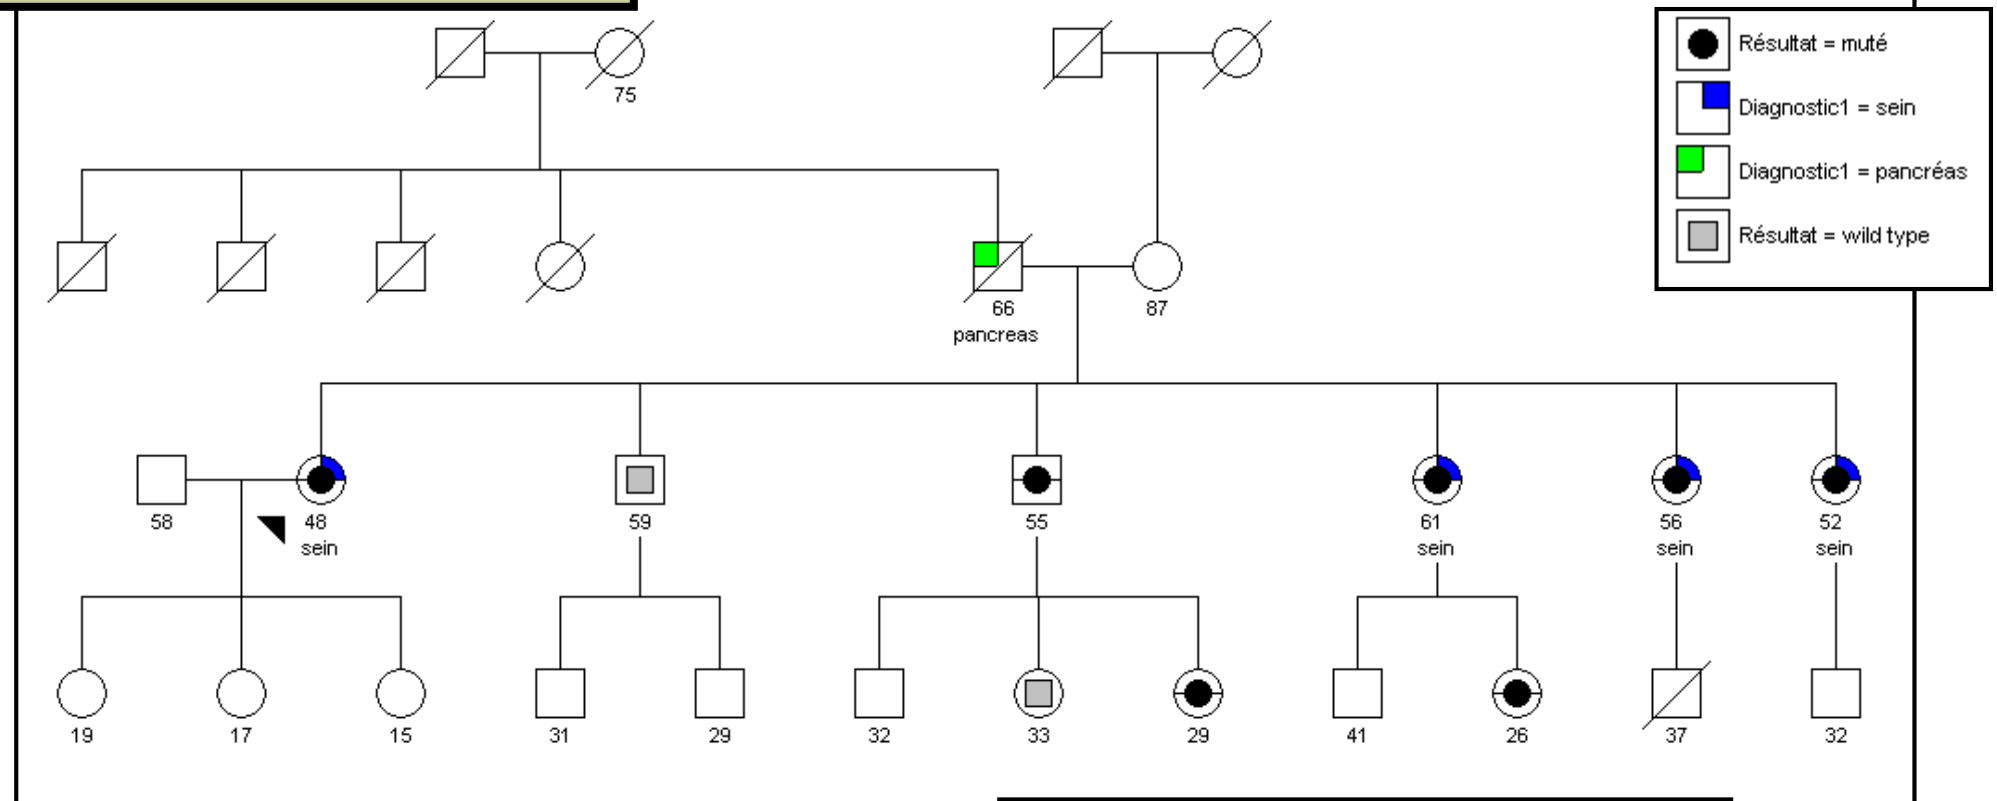 Résultat = muté
Diagnostic1 = sein
Diagnostic1 = pancréas
Résultat = wild type
75
66
pancreas
87
58
48
sein
59
55
61
sein
56
sein
52
sein
19
17
15
31
29
32
33
29
41
26
37
32